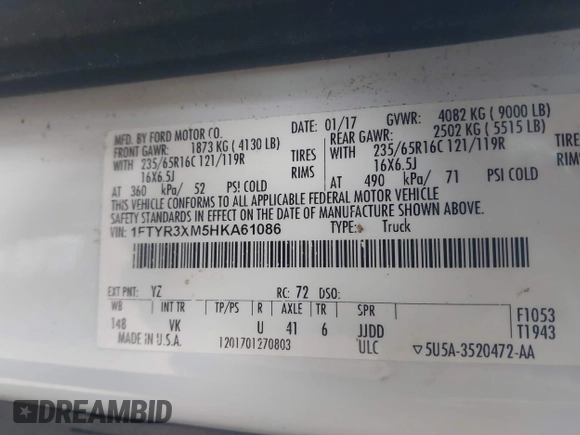 MFD. BY FORD MOTOR CO.
DATE: 01/17 GVWR: 4082 KG ( 9000 LB)
FRONT GAWR: 1873 KG ( 4130 LB)
REAR GAWR: 2502 KG ( 5515 LB)
WITH 235/65R16C 121/119R TIRES
WITH 235/65R16C 121/119R TIRES
16X6.5J RIMS
16X6.5J RIMS
AT 360 kPa/ 52 PSI COLD
AT 490 kPa/ 71 PSI COLD
THIS VEHICLE CONFORMS TO ALL APPLICABLE FEDERAL MOTOR VEHICLE
SAFETY STANDARDS IN EFFECT ON THE DATE OF MANUFACTURE SHOWN ABOVE.
VIN: 1FTYR3XM5HKA61086 TYPE: Truck
EXT PNT: YZ RC: 72 DSO:
WB INT TR TP/PS R AXLE TR SPR F1053
148 VK U 41 6 JJDD T1943
MADE IN U.S.A. 1201701270803 ULC ▽5U5A-3520472-AA
DREAMBID